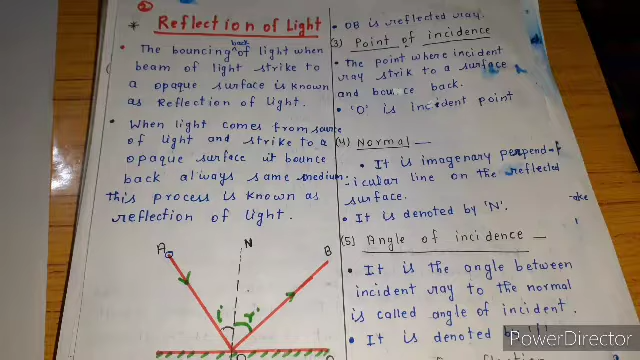 * Reflection of Light
• The bouncing back of light when
beam of light strike to
a opaque surface is known
as Reflection of Light.
• When light comes from source
of light and strike to a
opaque surface it bounce
back always same medium.
this process is known as
reflection of light.
A
N
B
i
r
O
• OB is reflected ray.
(3) Point of incidence
• The point where incident
ray strik to a surface
and bounce back.
• 'O' is incident point
(4) Normal –
• It is imagenary perpend-
-icular line on the reflected
surface.
• It is denoted by 'N'.
(5) Angle of incidence –
• It is the angle between
incident ray to the normal
is called angle of incident.
• It is denoted by 'i'
PowerDirector